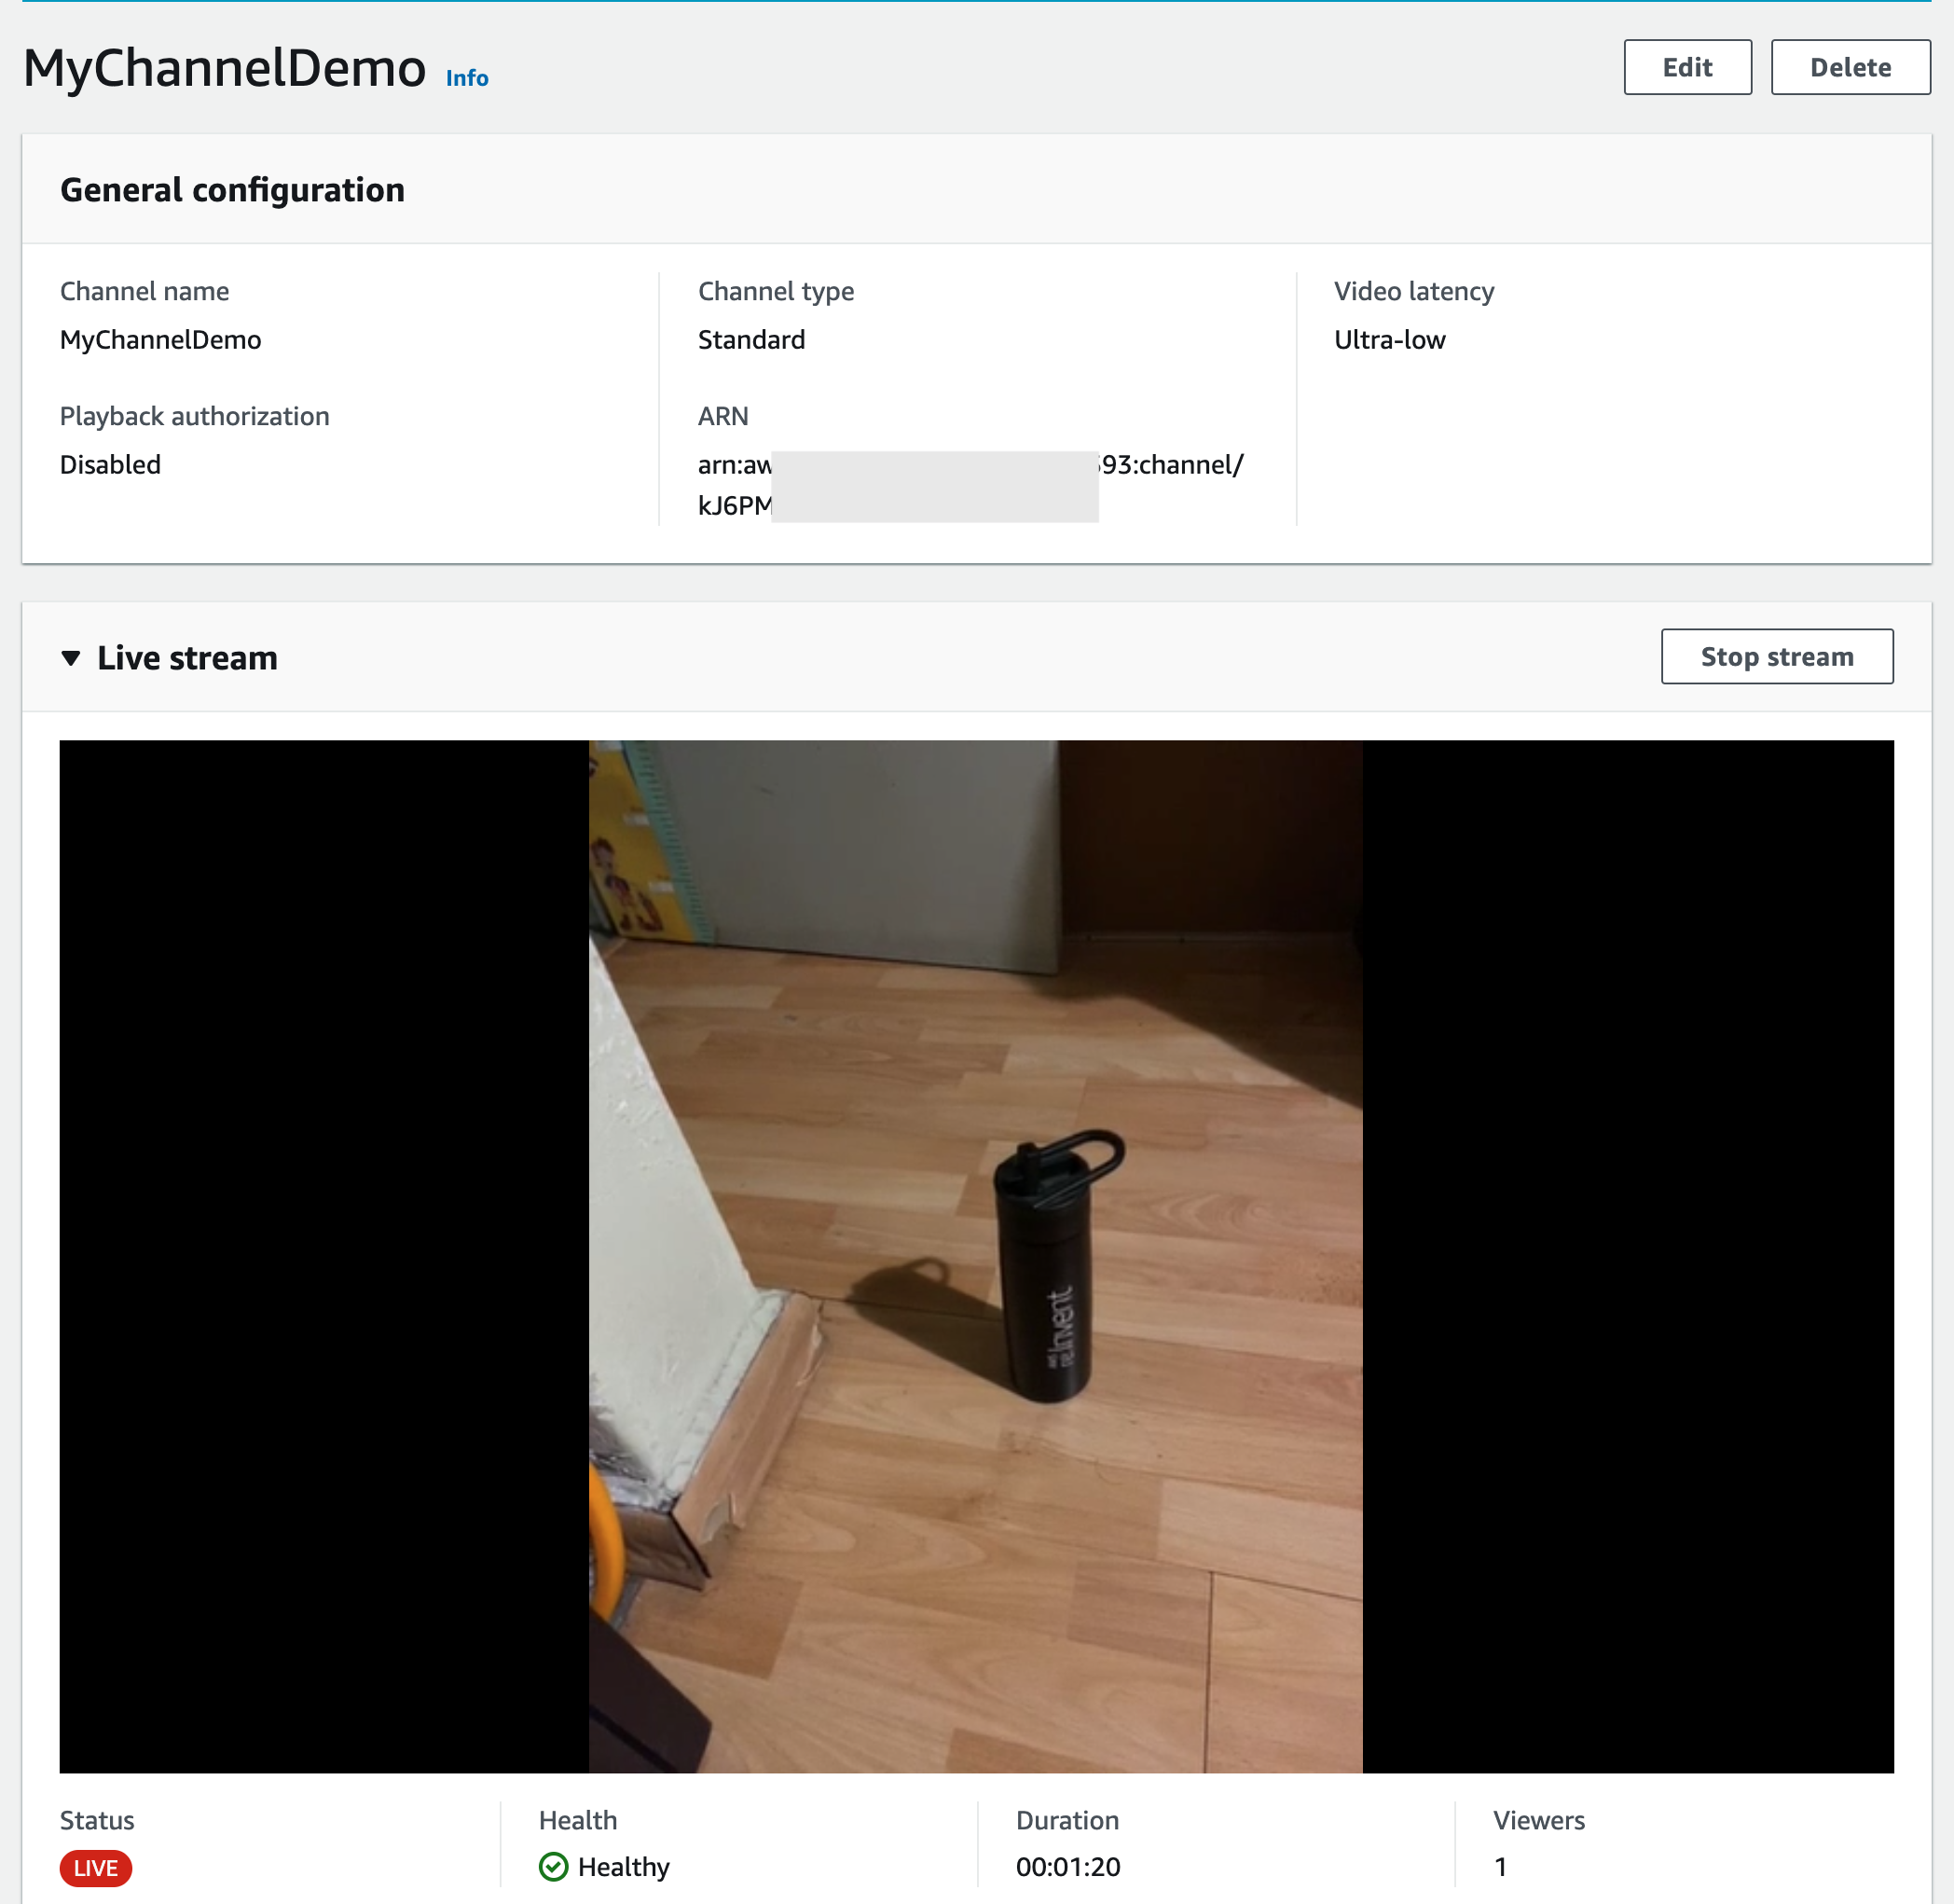 MyChannelDemo Info
Edit
Delete
General configuration
Channel name
MyChannelDemo
Channel type
Standard
Video latency
Ultra-low
Playback authorization
Disabled
ARN
arn:aw 93:channel/
kJ6PM
Live stream
Stop stream
aws
re:Invent
Status
LIVE
Health
Healthy
Duration
00:01:20
Viewers
1